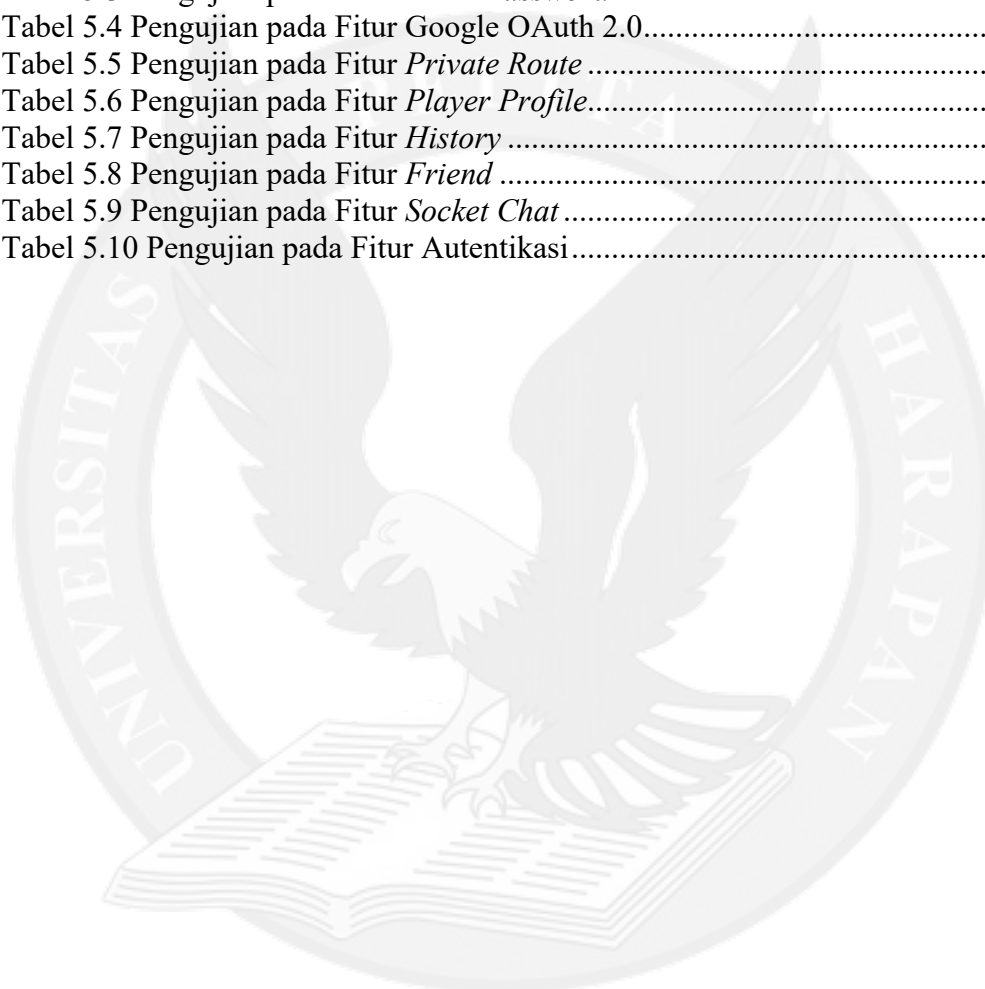 Tabel 5.4 Pengujian pada Fitur Google OAuth 2.0...............................................
Tabel 5.5 Pengujian pada Fitur Private Route .....................................................
Tabel 5.6 Pengujian pada Fitur Player Profile.....................................................
Tabel 5.7 Pengujian pada Fitur History ...............................................................
Tabel 5.8 Pengujian pada Fitur Friend ................................................................
Tabel 5.9 Pengujian pada Fitur Socket Chat ........................................................
Tabel 5.10 Pengujian pada Fitur Autentikasi.......................................................
UNIVERSITAS
HARAPAN